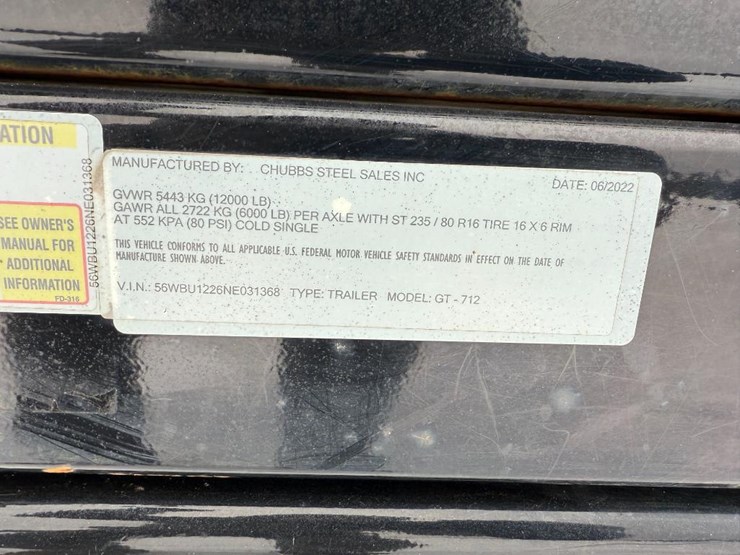 ATION
SEE OWNER'S
MANUAL FOR
ADDITIONAL
INFORMATION
PD-316
56WBU1226NE031368
MANUFACTURED BY: CHUBBS STEEL SALES INC
DATE: 06/2022
GVWR 5443 KG (12000 LB)
GAWR ALL 2722 KG (6000 LB) PER AXLE WITH ST 235 / 80 R16 TIRE 16 X 6 RIM
AT 552 KPA (80 PSI) COLD SINGLE
THIS VEHICLE CONFORMS TO ALL APPLICABLE U.S. FEDERAL MOTOR VEHICLE SAFETY STANDARDS IN EFFECT ON THE DATE OF
MANUFACTURE SHOWN ABOVE.
V.I.N.: 56WBU1226NE031368 TYPE: TRAILER MODEL: GT - 712